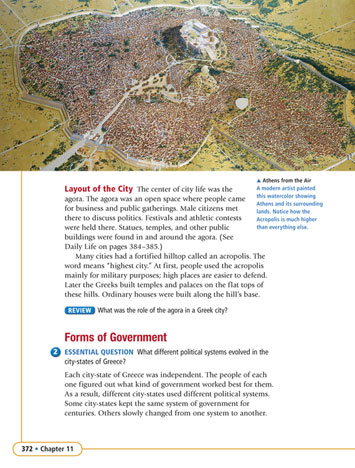 ▲ Athens from the Air
A modern artist painted
this watercolor showing
Athens and its surrounding
lands. Notice how the
Acropolis is much higher
than everything else.
Layout of the City The center of city life was the
agora. The agora was an open space where people came
for business and public gatherings. Male citizens met
there to discuss politics. Festivals and athletic contests
were held there. Statues, temples, and other public
buildings were found in and around the agora. (See
Daily Life on pages 384–385.)
Many cities had a fortified hilltop called an acropolis. The
word means “highest city.” At first, people used the acropolis
mainly for military purposes; high places are easier to defend.
Later the Greeks built temples and palaces on the flat tops of
these hills. Ordinary houses were built along the hill’s base.
REVIEW What was the role of the agora in a Greek city?
Forms of Government
2 ESSENTIAL QUESTION What different political systems evolved in the
city-states of Greece?
Each city-state of Greece was independent. The people of each
one figured out what kind of government worked best for them.
As a result, different city-states used different political systems.
Some city-states kept the same system of government for
centuries. Others slowly changed from one system to another.
372 • Chapter 11